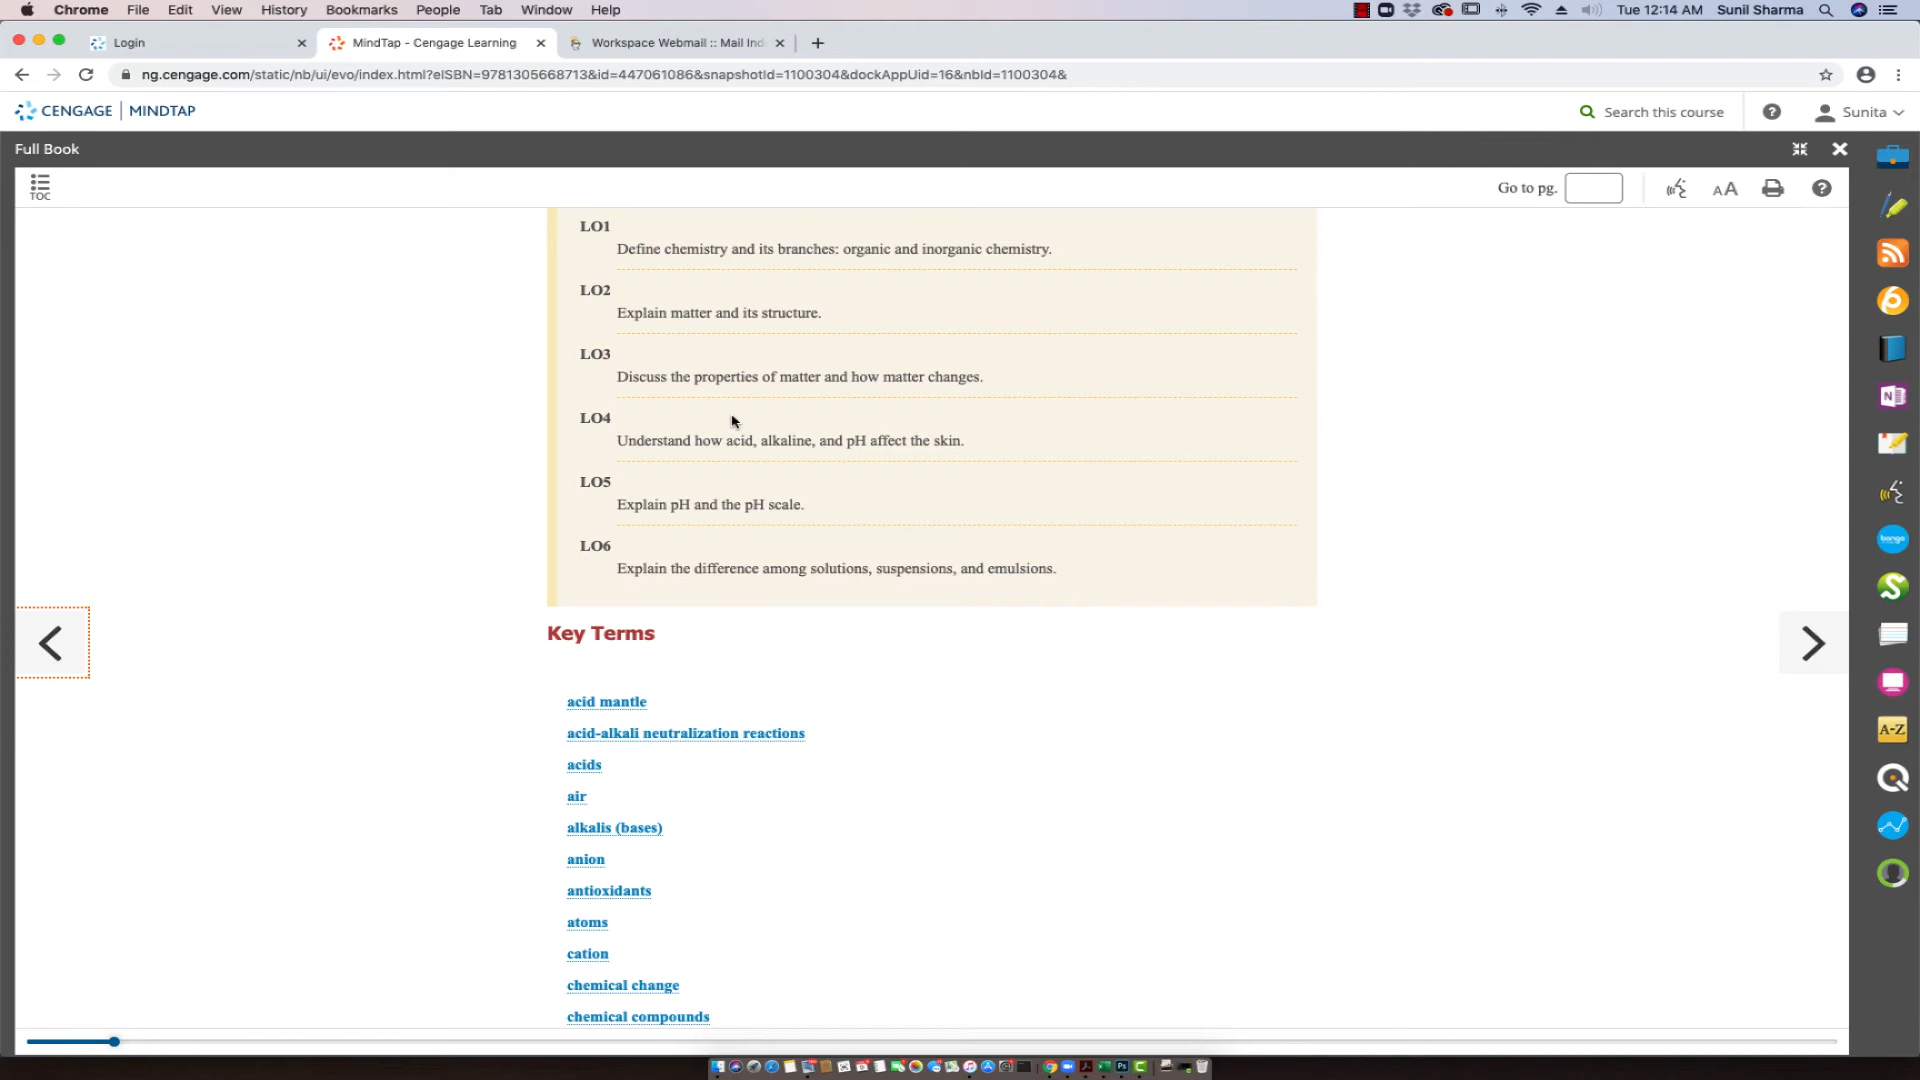 Chrome File Edit View History Bookmarks People Tab Window Help Tue 12:14 AM Sunil Sharma
Login MindTap - Cengage Learning Workspace Webmail :: Mail Ind
ng.cengage.com/static/nb/ui/evo/index.html?eISBN=9781305668713&id=447061086&snapshotId=1100304&dockAppUid=16&nbId=1100304&
CENGAGE | MINDTAP Search this course Sunita
Full Book
TOC Go to pg. AA
LO1
Define chemistry and its branches: organic and inorganic chemistry.
LO2
Explain matter and its structure.
LO3
Discuss the properties of matter and how matter changes.
LO4
Understand how acid, alkaline, and pH affect the skin.
LO5
Explain pH and the pH scale.
LO6
Explain the difference among solutions, suspensions, and emulsions.
Key Terms
acid mantle
acid-alkali neutralization reactions
acids
air
alkalis (bases)
anion
antioxidants
atoms
cation
chemical change
chemical compounds
bongo
A-Z